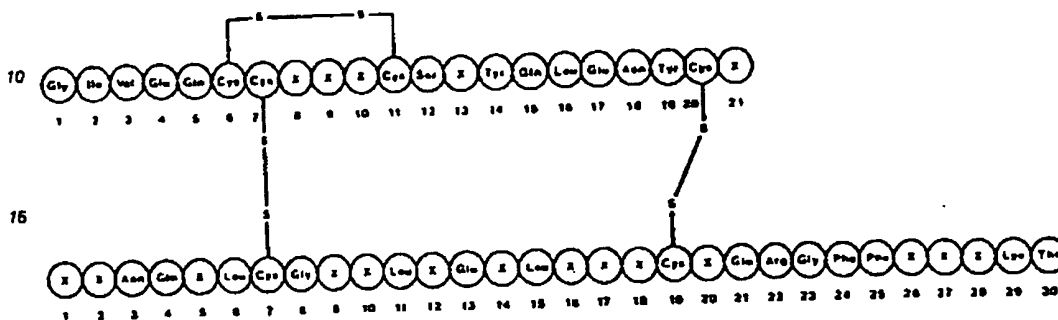 S S
10 Gly Ile Val Glu Gln Cys Cys X X X Cys Ser X Tyr Gln Leu Glu Asn Tyr Cys X
1 2 3 4 5 6 7 8 9 10 11 12 13 14 15 16 17 18 19 20 21
S S
S S
15
X X Asn Gln X Leu Cys Gly X X Leu X Glu X Leu X X X Cys X Glu Arg Gly Phe Phe X X X Lys Thr
1 2 3 4 5 6 7 8 9 10 11 12 13 14 15 16 17 18 19 20 21 22 23 24 25 26 27 28 29 30